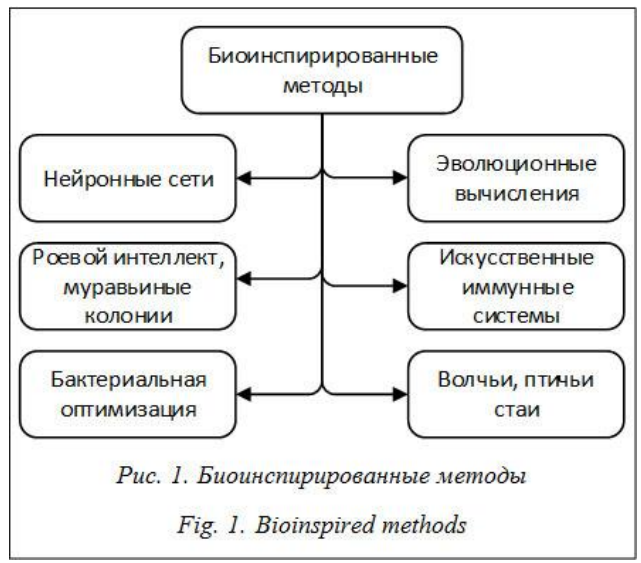 Биоинспирированные
методы
Нейронные сети
Эволюционные
вычисления
Роевой интеллект,
муравьиные
колонии
Искусственные
иммунные
системы
Бактериальная
оптимизация
Волчьи, птичьи
стаи
Рис. 1. Биоинспирированные методы
Fig. 1. Bioinspired methods